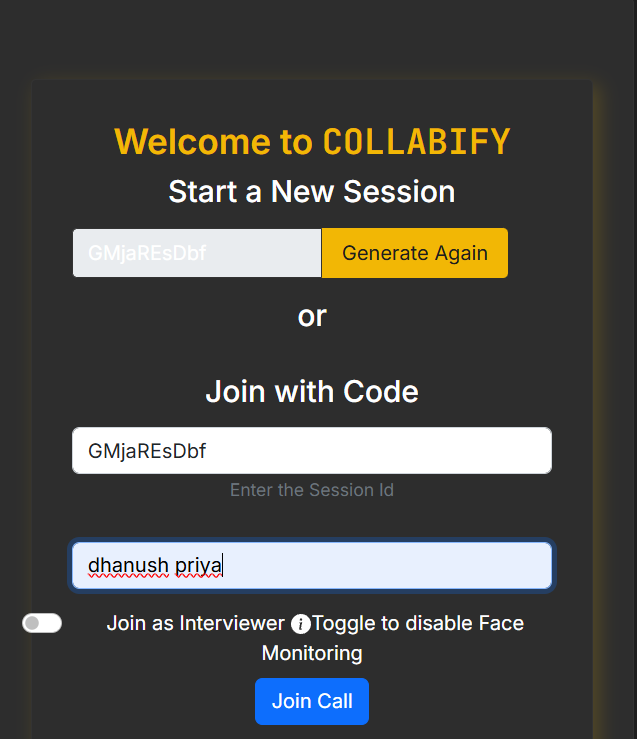 Welcome to COLLABIFY
Start a New Session
GMjaREsDbf Generate Again
or
Join with Code
GMjaREsDbf
Enter the Session Id
dhanush priya
Join as Interviewer i Toggle to disable Face
Monitoring
Join Call